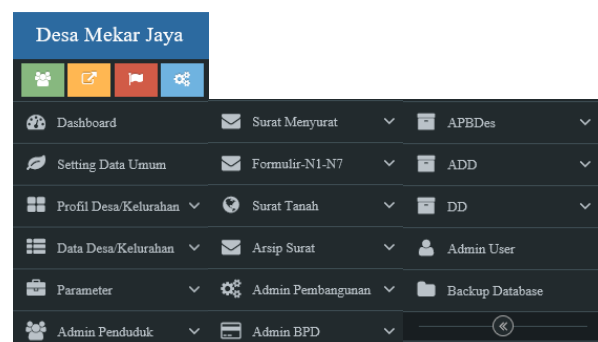 Desa Mekar Jaya
Dashboard
Setting Data Umum
Profil Desa/Kelurahan
Data Desa/Kelurahan
Parameter
Admin Penduduk
Surat Menyurat
Formulir-N1-N7
Surat Tanah
Arsip Surat
Admin Pembangunan
Admin BPD
APBDes
ADD
DD
Admin User
Backup Database